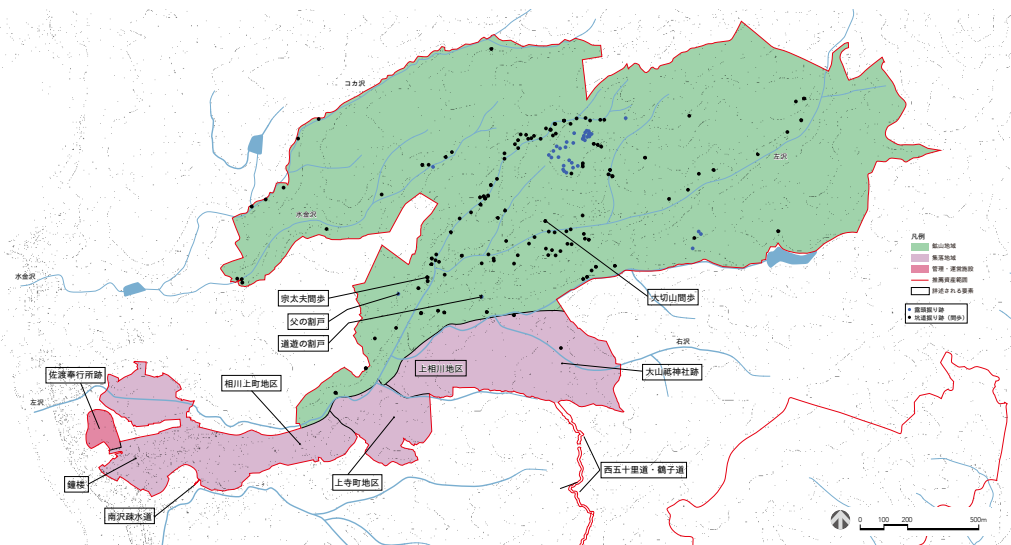 コカ沢
左沢
水金沢
水金沢
凡例
鉱山地域
集落地域
管理・運営施設
推薦資産範囲
詳述される要素
露頭掘り跡
坑道掘り跡（間歩）
宗太夫間歩
父の割戸
道遊の割戸
大切山間歩
右沢
上相川地区
大山祗神社跡
佐渡奉行所跡
相川上町地区
左沢
鐘楼
上寺町地区
西五十里道・鶴子道
南沢疎水道
0 100 200 500m